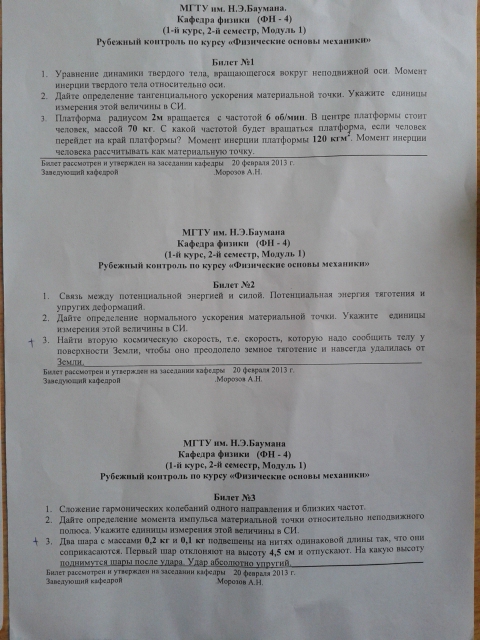 МГТУ им. Н.Э.Баумана.
Кафедра физики (ФН - 4)
(1-й курс, 2-й семестр, Модуль 1)
Рубежный контроль по курсу «Физические основы механики»
Билет №1
1. Уравнение динамики твердого тела, вращающегося вокруг неподвижной оси. Момент
инерции твердого тела относительно оси.
2. Дайте определение тангенциального ускорения материальной точки. Укажите единицы
измерения этой величины в СИ.
3. Платформа радиусом 2м вращается с частотой 6 об/мин. В центре платформы стоит
человек, массой 70 кг. С какой частотой будет вращаться платформа, если человек
перейдет на край платформы? Момент инерции платформы 120 кгм². Момент инерции
человека рассчитывать как материальную точку.
Билет рассмотрен и утвержден на заседании кафедры 20 февраля 2013 г.
Заведующий кафедрой Морозов А.Н.
МГТУ им. Н.Э.Баумана
Кафедра физики (ФН - 4)
(1-й курс, 2-й семестр, Модуль 1)
Рубежный контроль по курсу «Физические основы механики»
Билет №2
1. Связь между потенциальной энергией и силой. Потенциальная энергия тяготения и
упругих деформаций.
2. Дайте определение нормального ускорения материальной точки. Укажите единицы
измерения этой величины в СИ.
+ 3. Найти вторую космическую скорость, т.е. скорость, которую надо сообщить телу у
поверхности Земли, чтобы оно преодолело земное тяготение и навсегда удалилась от
Земли.
Билет рассмотрен и утвержден на заседании кафедры 20 февраля 2013 г.
Заведующий кафедрой Морозов А.Н.
МГТУ им. Н.Э.Баумана
Кафедра физики (ФН - 4)
(1-й курс, 2-й семестр, Модуль 1)
Рубежный контроль по курсу «Физические основы механики»
Билет №3
1. Сложение гармонических колебаний одного направления и близких частот.
2. Дайте определение момента импульса материальной точки относительно неподвижного
полюса. Укажите единицы измерения этой величины в СИ.
+ 3. Два шара с массами 0,2 кг и 0,1 кг подвешены на нитях одинаковой длины так, что они
соприкасаются. Первый шар отклоняют на высоту 4,5 см и отпускают. На какую высоту
поднимутся шары после удара. Удар абсолютно упругий.
Билет рассмотрен и утвержден на заседании кафедры 20 февраля 2013 г.
Заведующий кафедрой Морозов А.Н.